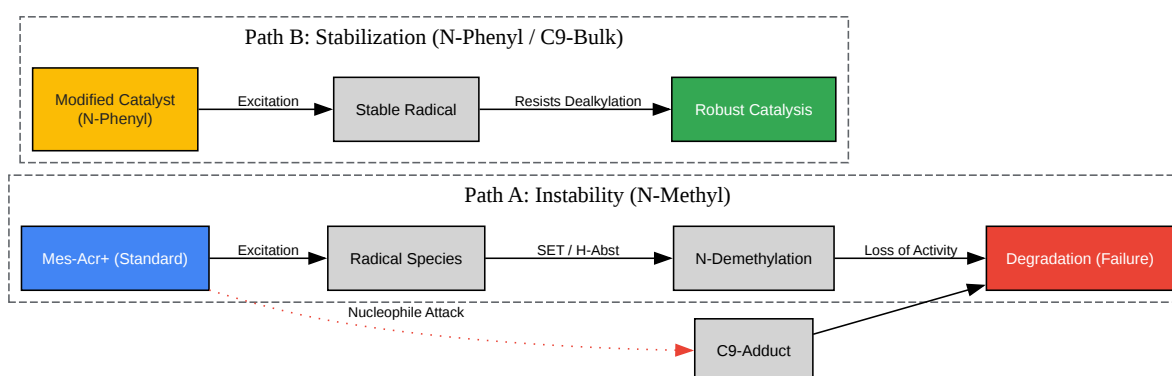 Path B: Stabilization (N-Phenyl / C9-Bulk)
Modified Catalyst
(N-Phenyl)
Excitation
Stable Radical
Resists Dealkylation
Robust Catalysis
Path A: Instability (N-Methyl)
Mes-Acr+ (Standard)
Excitation
Radical Species
SET / H-Abst
N-Demethylation
Loss of Activity
Degradation (Failure)
Nucleophile Attack
C9-Adduct